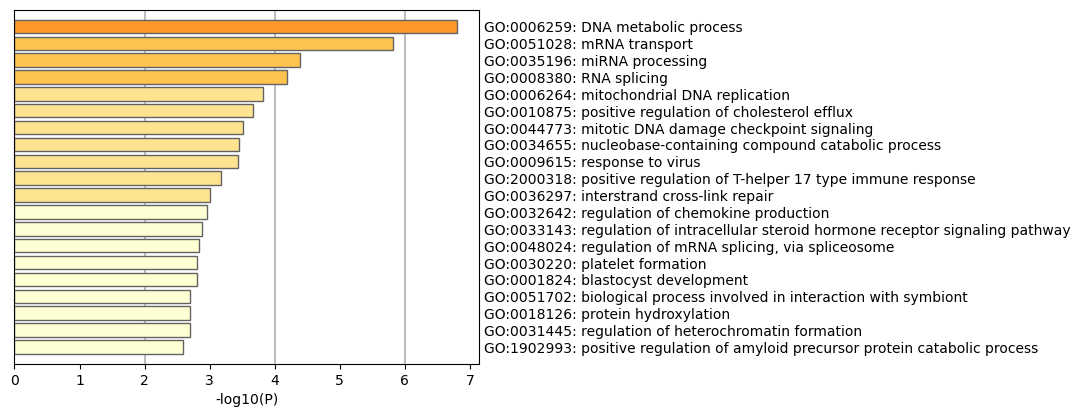 GO:0006259: DNA metabolic process
GO:0051028: mRNA transport
GO:0035196: miRNA processing
GO:0008380: RNA splicing
GO:0006264: mitochondrial DNA replication
GO:0010875: positive regulation of cholesterol efflux
GO:0044773: mitotic DNA damage checkpoint signaling
GO:0034655: nucleobase-containing compound catabolic process
GO:0009615: response to virus
GO:2000318: positive regulation of T-helper 17 type immune response
GO:0036297: interstrand cross-link repair
GO:0032642: regulation of chemokine production
GO:0033143: regulation of intracellular steroid hormone receptor signaling pathway
GO:0048024: regulation of mRNA splicing, via spliceosome
GO:0030220: platelet formation
GO:0001824: blastocyst development
GO:0051702: biological process involved in interaction with symbiont
GO:0018126: protein hydroxylation
GO:0031445: regulation of heterochromatin formation
GO:1902993: positive regulation of amyloid precursor protein catabolic process
0 1 2 3 4 5 6 7
-log10(P)